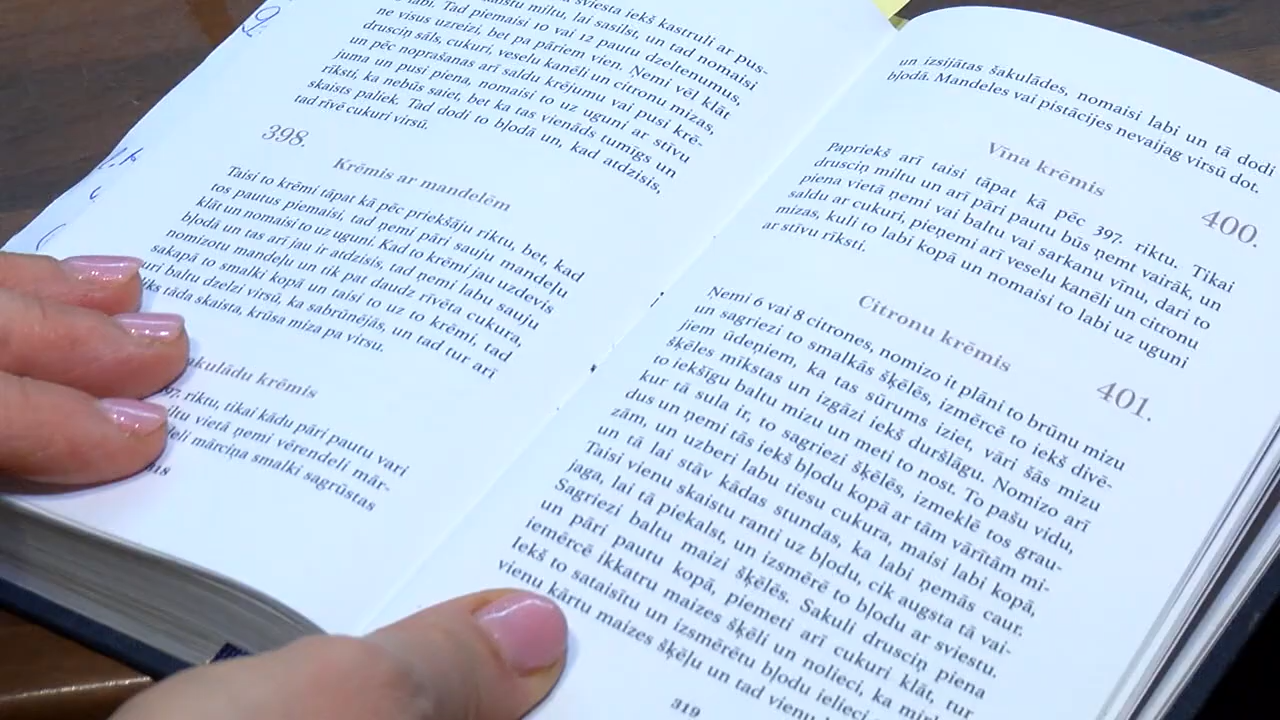 sviesta iekš kastruli ar pus-
miltu, lai sasilst, un tad nomaisi
labi. Tad piemaisi 10 vai 12 pautu dzeltenumus,
ne visus uzreizi, bet pa pāriem vien. Ņemi vēl klāt
druscin sāls, cukuri, veselu kanēli un citronu mizas,
un pēc noprašanas arī saldu krējumu vai pusi krē-
juma un pusi piena, nomaisi to uz uguni ar stīvu
rīksti, ka nebūs saiet, bet ka tas vienāds tumīgs un
skaists paliek. Tad dodi to bļodā un, kad atdzisis,
tad rīvē cukuri virsū.
398.
Krēmis ar mandelēm
Taisi to krēmi tāpat kā pēc priekšāju riktu, bet, kad
tos pautus piemaisi, tad ņemi pāri sauju mandeļu
klāt un nomaisi to uz uguni. Kad to krēmi jau uzdevis
bļodā un tas arī jau ir atdzisis, tad ņemi labu sauju
nomizotu mandeļu un tik pat daudz rīvēta cukura,
sakapā to smalki kopā un taisi to uz to krēmi, tad
turi baltu dzelzi virsū, ka sabrūnējās, un tad tur arī
tiks tāda skaista, krūsa miza pa virsu.
akulādu krēmis
397. riktu, tikai kādu pāri pautu vari
miltu vietā ņemi vērendeli mār-
mārciņa smalki sagrūstas
un izsijātas šakulādes, nomaisi labi un tā dodi
bļodā. Mandeles vai pistācijes nevaijag virsū dot.
Vīna krēmis
400.
Papriekš arī taisi tāpat kā pēc 397. riktu. Tikai
drusciņ miltu un arī pāri pautu būs ņemt vairāk, un
piena vietā ņemi vai baltu vai sarkanu vīnu, dari to
saldu ar cukuri, pieņemi arī veselu kanēli un citronu
mizas, kuli to labi kopā un nomaisi to labi uz uguni
ar stīvu rīksti.
Citronu krēmis
401.
Ņemi 6 vai 8 citrones, nomizo it plāni to brūnu mizu
un sagriezi to smalkās šķēlēs, izmērcē to iekš divē-
jiem ūdeņiem, ka tas sūrums iziet, vāri šās mizu
šķēles mīkstas un izgāzi iekš duršlāgu. Nomizo arī
to iekšīgu baltu mizu un meti to nost. To pašu vidu,
kur tā sula ir, to sagriezi šķēlēs, izmeklē tos grau-
dus un ņemi tās iekš bļodu kopā ar tām vārītām mi-
zām, un uzberi labu tiesu cukura, maisi labi kopā,
un tā lai stāv kādas stundas, ka labi ņemās caur.
Taisi vienu skaistu ranti uz bļodu, cik augsta tā vai-
jaga, lai tā piekalst, un izsmērē to bļodu ar sviestu.
Sagriezi baltu maizi šķēlēs. Sakuli druscin piena
un pāri pautu kopā, piemeti arī cukuri klāt, tur
iemērcē ikkatru maizes šķēli un nolieci, ka
Iekš to sataisītu un izsmērētu bļodu ielieci
vienu kārtu maizes šķēļu un tad vienu
319